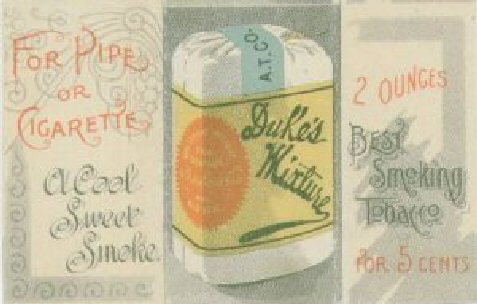 For Pipe
or
Cigarette
A Cool
Sweet
Smoke.
A.T.CO.
Duke's
Mixture
2 Ounces
Best
Smoking
Tobacco
For 5 Cents